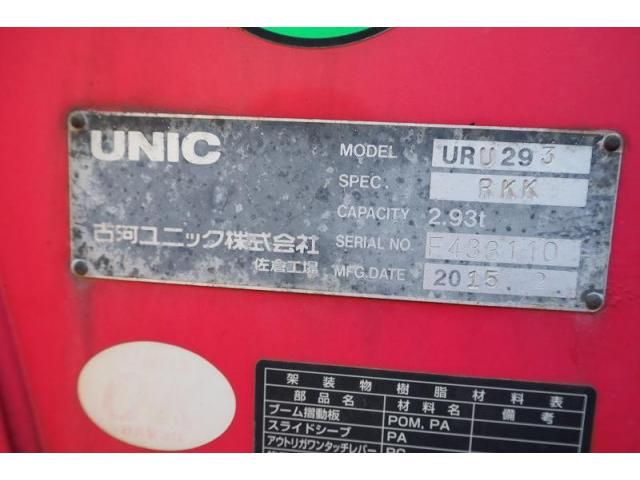 UNIC
MODEL URU293
SPEC. RKK
CAPACITY 2.93t
古河ユニック株式会社 SERIAL NO. F433110
佐倉工場 MFG.DATE 2015. 2
架装物樹脂材料表
部品名 材料名 備考
ブーム摺動板 POM, PA
スライドシーブ PA
アウトリガワンタッチレバー